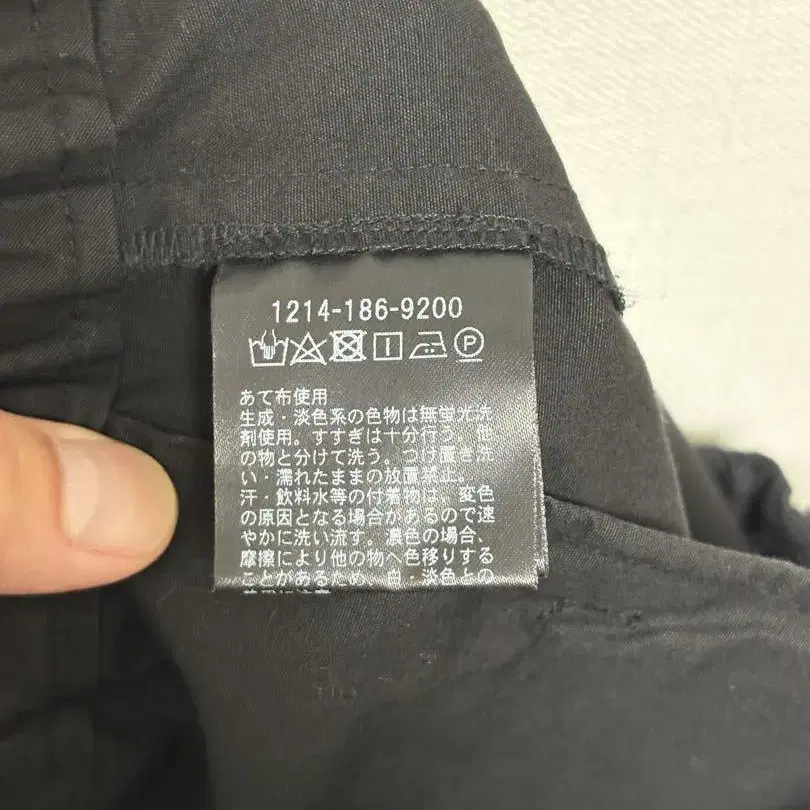 1214-186-9200
P
あて布使用
生成・淡色系の色物は無蛍光洗
剤使用。すすぎは十分行う。他
の物と分けて洗う。つけ置き洗
い・濡れたままの放置禁止。
汗・飲料水等の付着物は、変色
の原因となる場合があるので速
やかに洗い流す。濃色の場合、
摩擦により他の物へ色移りする
ことがあるため、白・淡色との